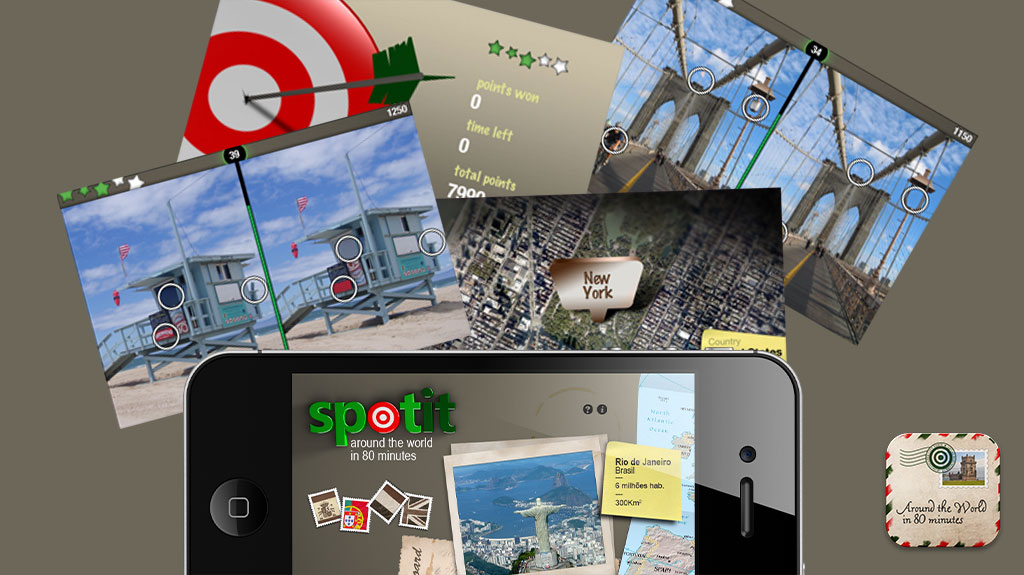 points won
0
time left
0
total points
7990
34
1150
39
1250
New
York
Country
spotit
around the world
in 80 minutes
Rio de Janeiro
Brasil
6 milhões hab.
300Km²
Around the World
in 80 minutes